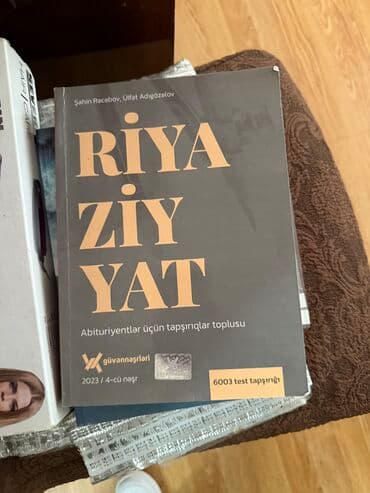 Şahin Rəcəbov, Ülfət Adıgözəlov
RİYA
ZİY
YAT
Abituriyentlər üçün tapşırıqlar toplusu
güvənnəşrləri
2023 / 4-cü nəşr
6003 test tapşırığı